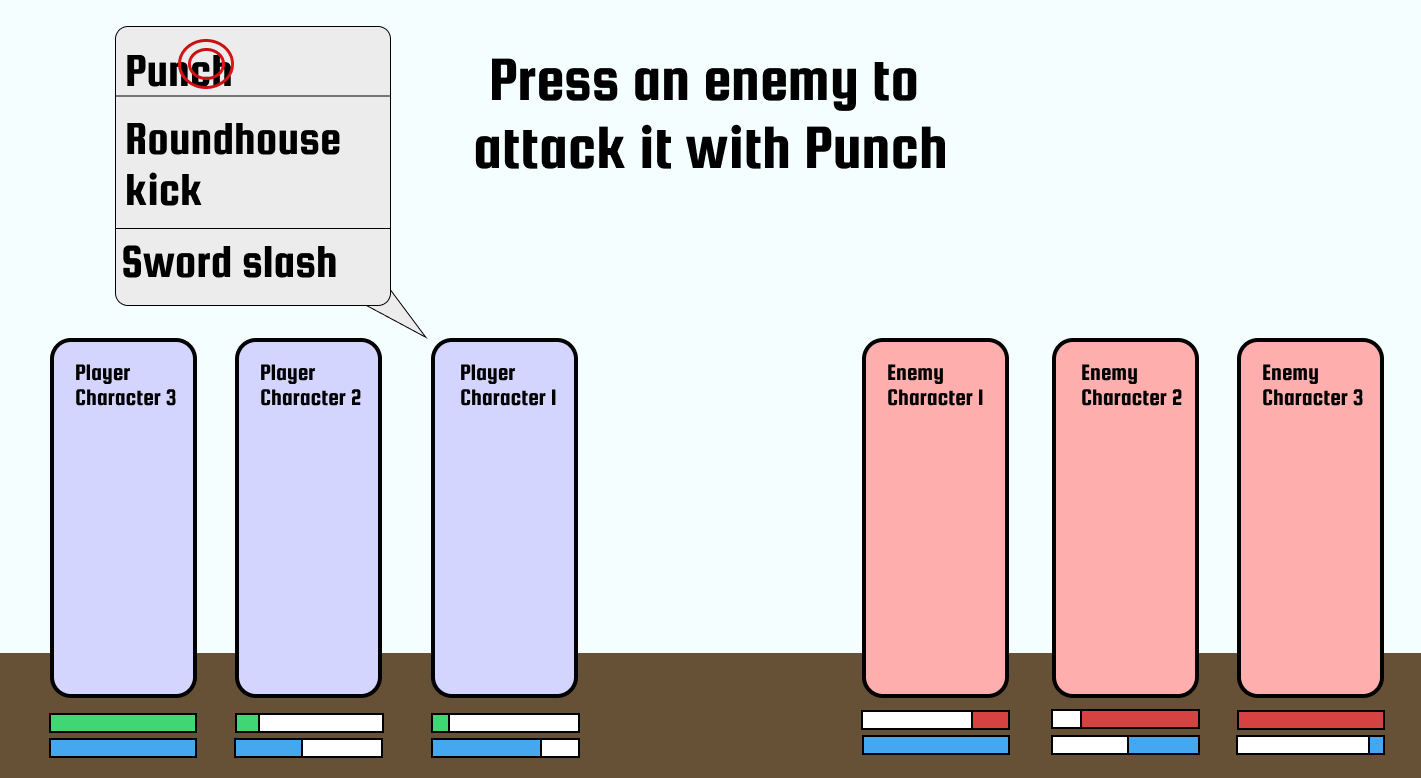 Punch
Roundhouse
kick
Sword slash
Press an enemy to
attack it with Punch
Player
Character 3
Player
Character 2
Player
Character 1
Enemy
Character 1
Enemy
Character 2
Enemy
Character 3